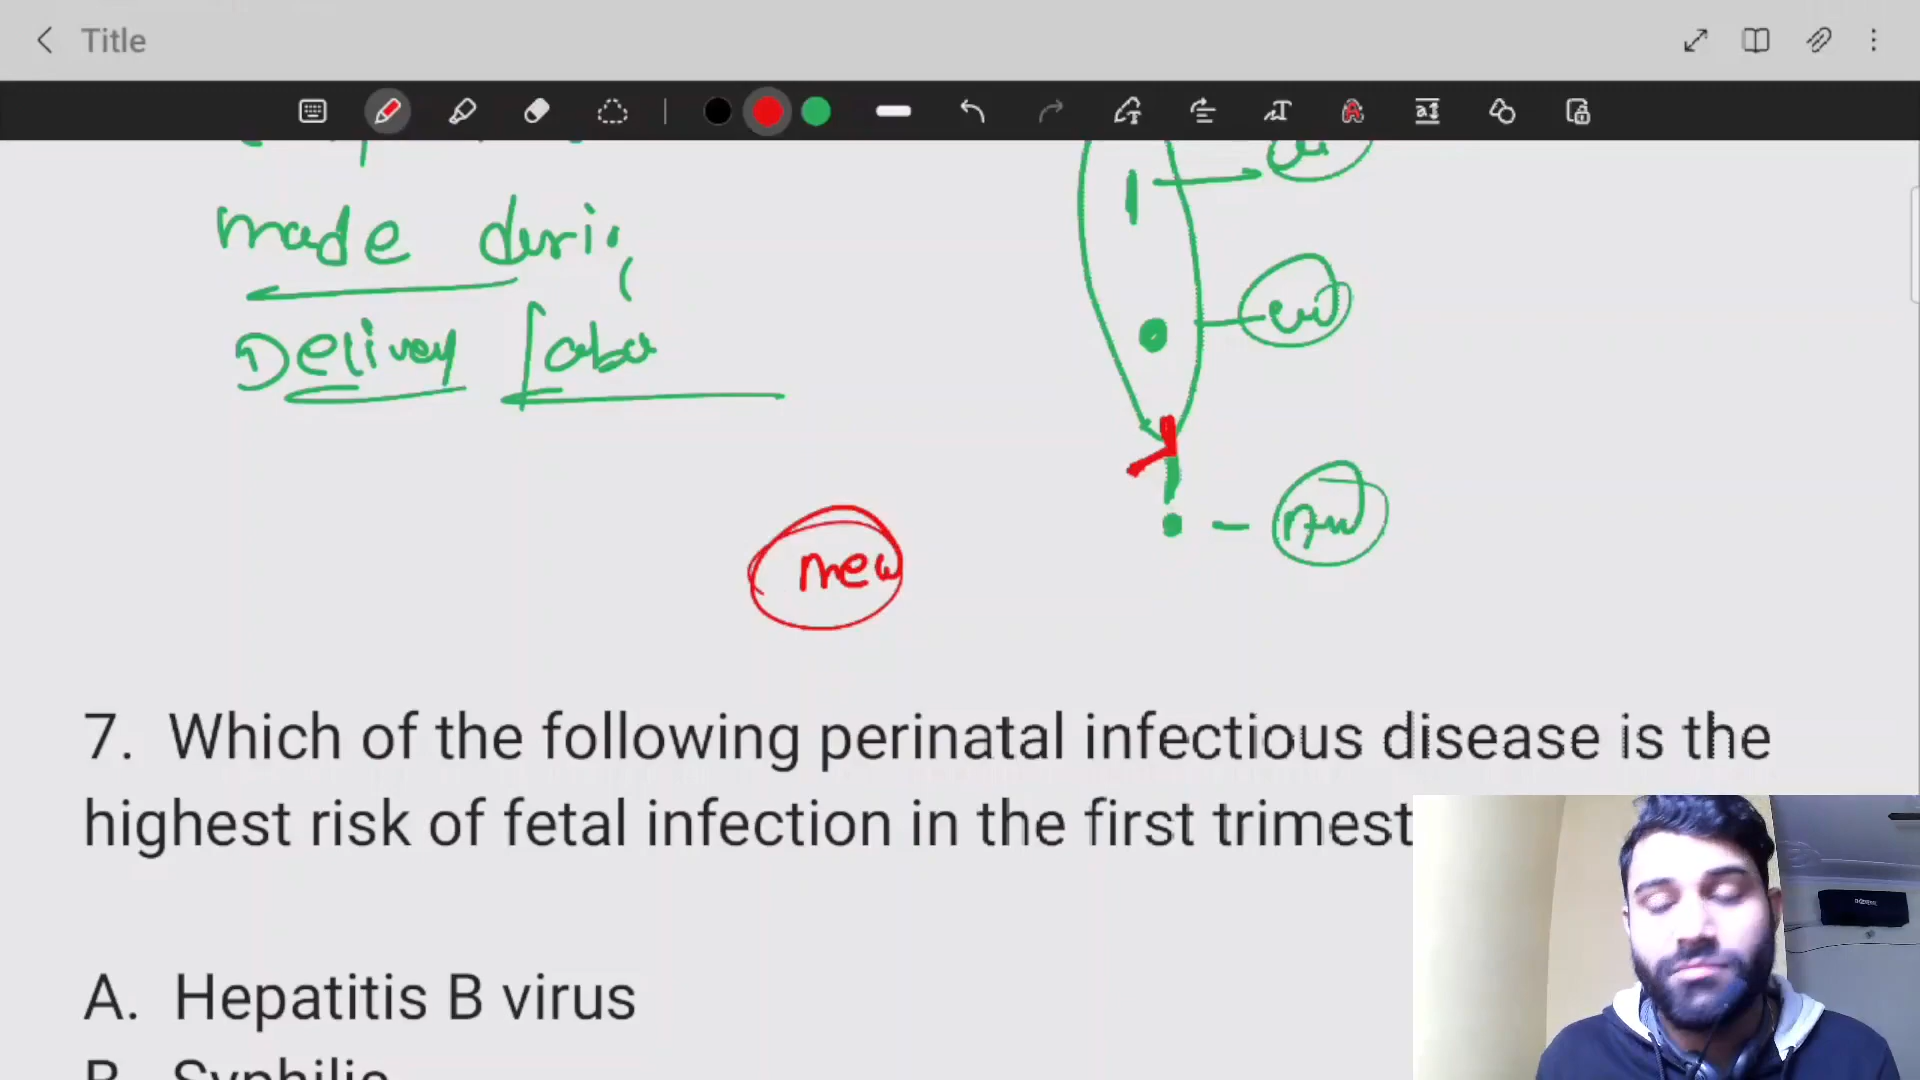 Title
made
Delivery
new
7. Which of the following perinatal infectious disease is the
highest risk of fetal infection in the first trimest
A. Hepatitis B virus
B. Syphilis